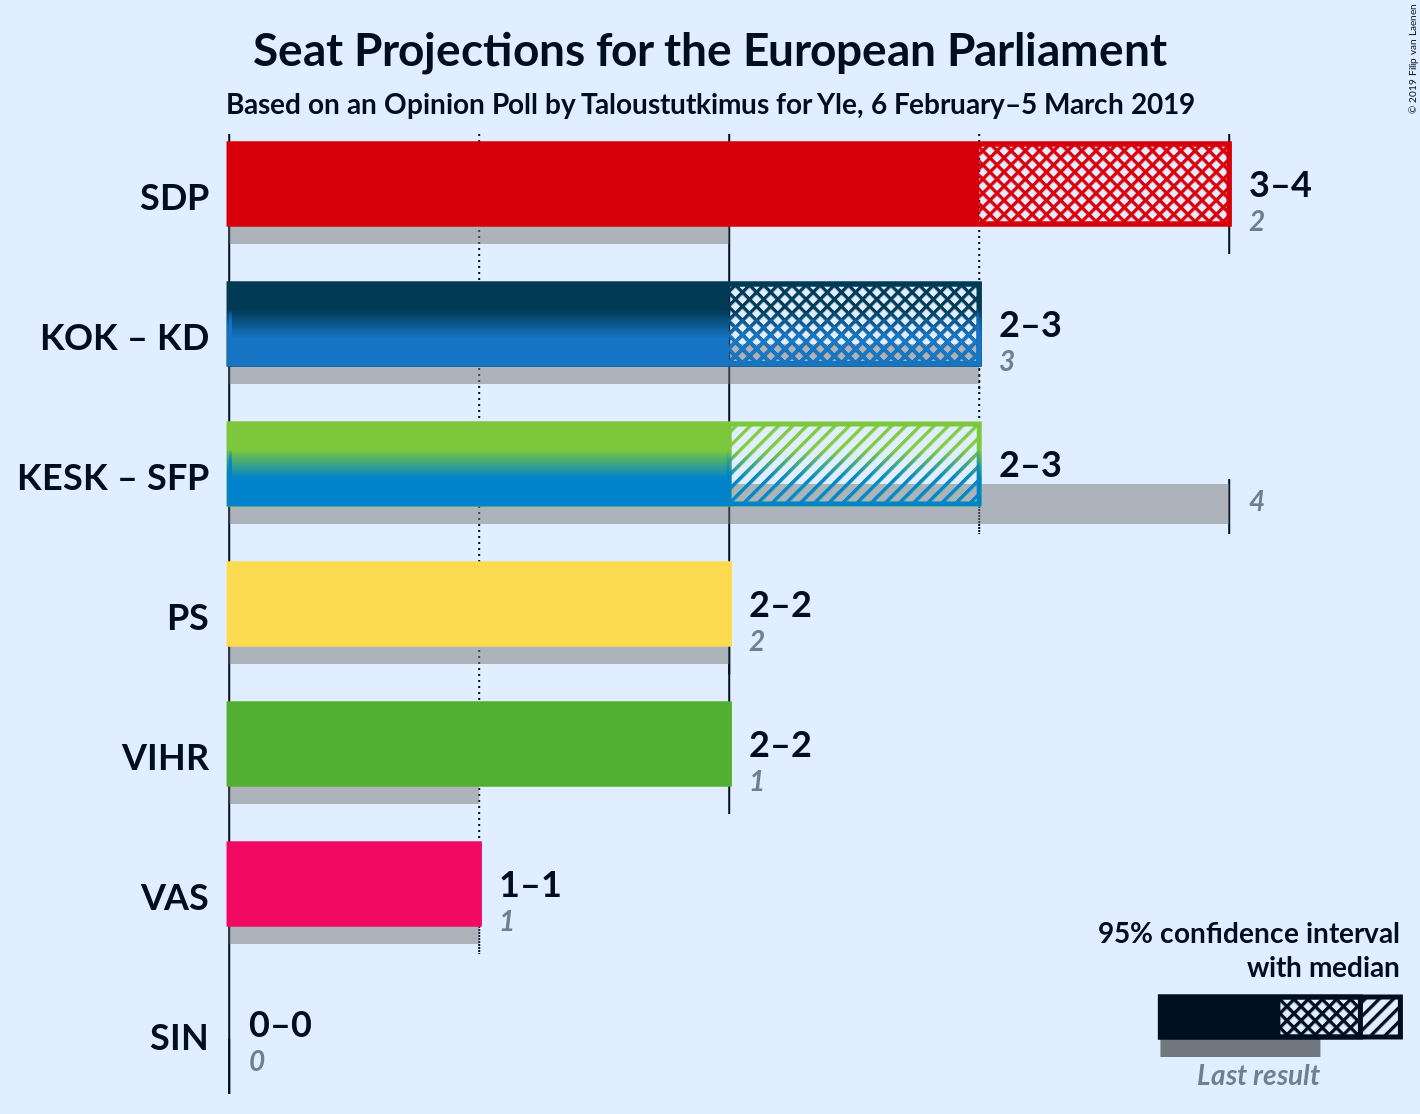 Seat Projections for the European Parliament
Based on an Opinion Poll by Taloustutkimus for Yle, 6 February–5 March 2019
© 2019 Filip van Laenen
SDP
3–4
2
KOK – KD
2–3
3
KESK – SFP
2–3
4
PS
2–2
2
VIHR
2–2
1
VAS
1–1
1
SIN
0–0
0
95% confidence interval
with median
Last result